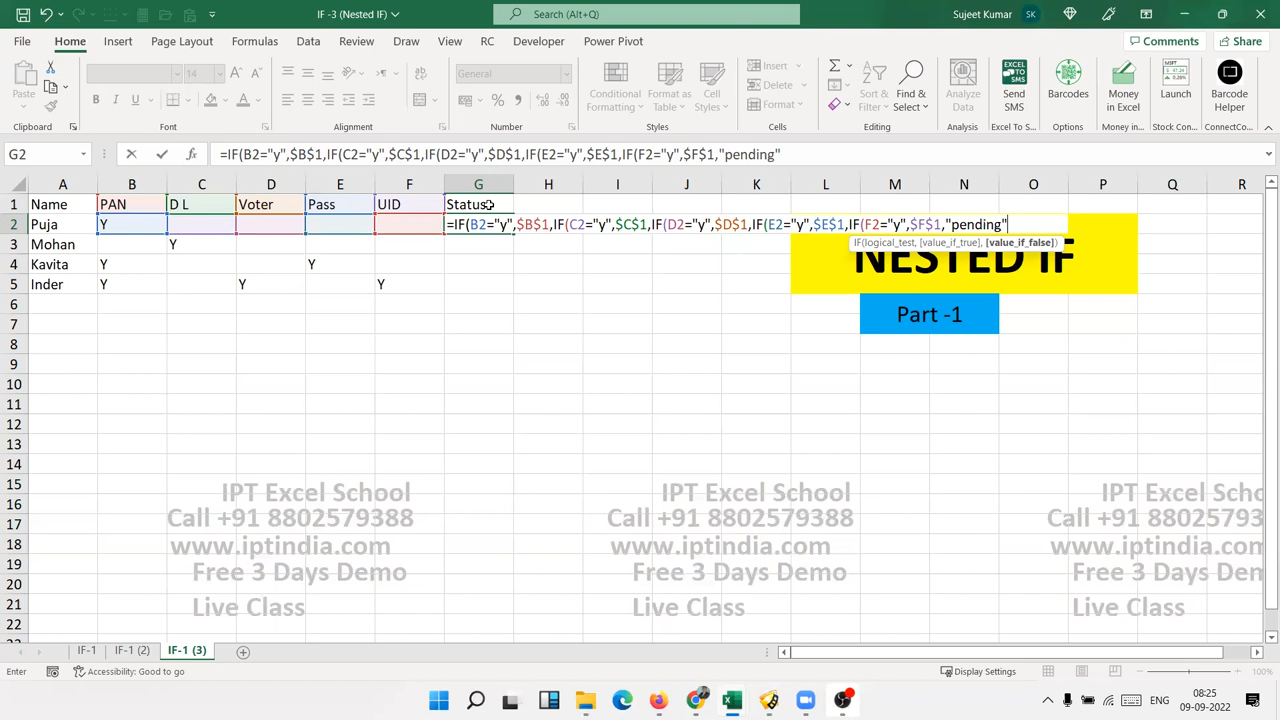 IF -3 (Nested IF)
Search (Alt+Q)
Sujeet Kumar
SK
File Home Insert Page Layout Formulas Data Review Draw View RC Developer Power Pivot
Comments Share
Paste
14
General
Conditional Formatting
Format as Table
Cell Styles
Insert
Delete
Format
Sort & Filter
Find & Select
Analyze Data
Send SMS
Barcodes
Money in Excel
Launch
Barcode Helper
Clipboard Font Alignment Number Styles Cells Editing Analysis Excel To S... Options Money in... Stock Con... ConnectCo...
G2
=IF(B2="y",$B$1,IF(C2="y",$C$1,IF(D2="y",$D$1,IF(E2="y",$E$1,IF(F2="y",$F$1,"pending"
A B C D E F G H I J K L M N O P Q R
1 Name PAN D L Voter Pass UID Status
2 Puja Y =IF(B2="y",$B$1,IF(C2="y",$C$1,IF(D2="y",$D$1,IF(E2="y",$E$1,IF(F2="y",$F$1,"pending"
IF(logical_test, [value_if_true], [value_if_false])
3 Mohan Y
4 Kavita Y Y
5 Inder Y Y Y
NESTED IF
6
7
Part -1
8
9
10
11
12
13
14
15
16
17
18
19
20
21
22
IPT Excel School
Call +91 8802579388
www.iptindia.com
Free 3 Days Demo
Live Class
IPT Excel School
Call +91 8802579388
www.iptindia.com
Free 3 Days Demo
Live Class
IPT Excel S
Call +91 88025793
www.iptindia.co
Free 3 Days De
Live Class
IF-1 IF-1 (2) IF-1 (3)
Enter Accessibility: Good to go Display Settings 100%
ENG
08:25
09-09-2022